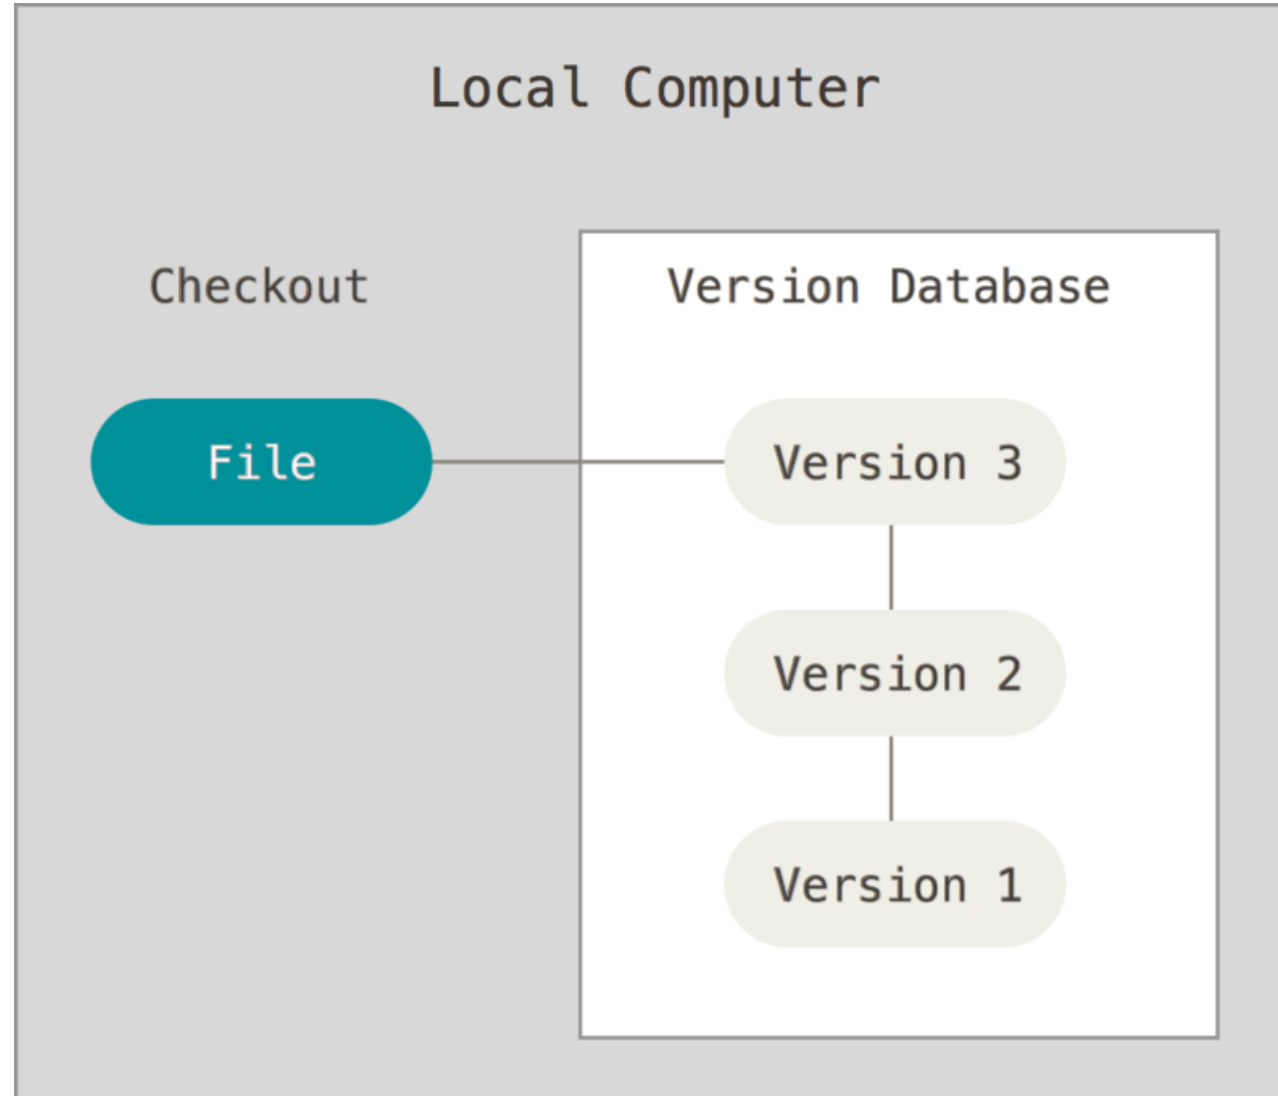 Local Computer
Checkout
Version Database
File
Version 3
Version 2
Version 1